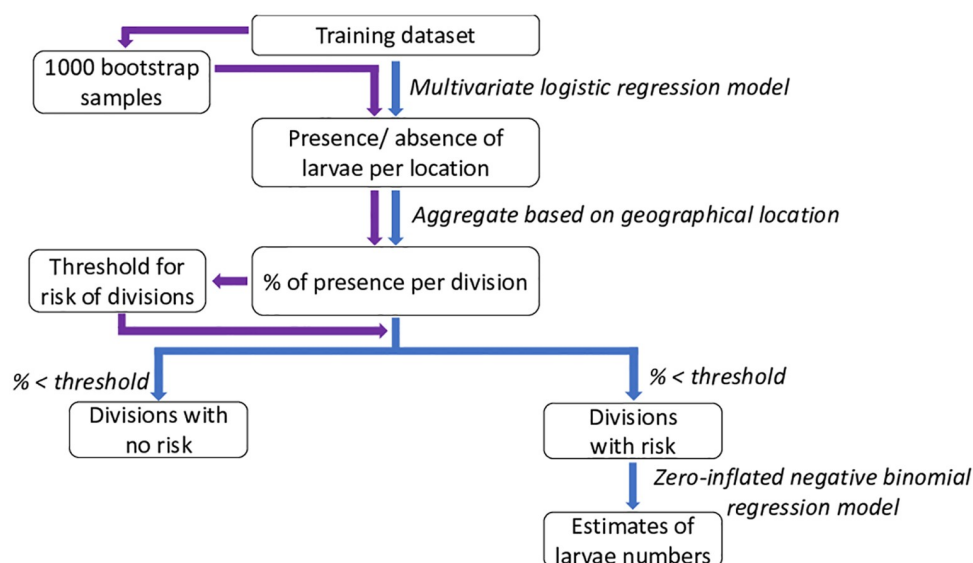 Training dataset
1000 bootstrap
samples
Multivariate logistic regression model
Presence/ absence of
larvae per location
Aggregate based on geographical location
Threshold for
risk of divisions
% of presence per division
% < threshold
% < threshold
Divisions with
no risk
Divisions
with risk
Zero-inflated negative binomial
regression model
Estimates of
larvae numbers